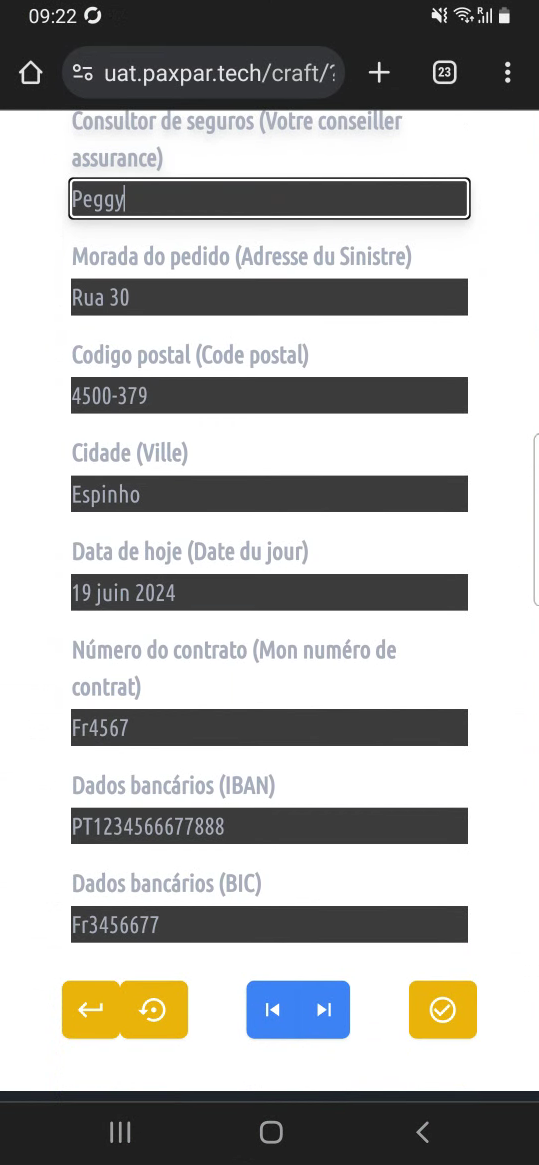 09:22
uat.paxpar.tech/craft/?
23
R
Consultor de seguros (Votre conseiller
assurance)
Peggy
Morada do pedido (Adresse du Sinistre)
Rua 30
Codigo postal (Code postal)
4500-379
Cidade (Ville)
Espinho
Data de hoje (Date du jour)
19 juin 2024
Número do contrato (Mon numéro de
contrat)
Fr4567
Dados bancários (IBAN)
PT1234566677888
Dados bancários (BIC)
Fr3456677